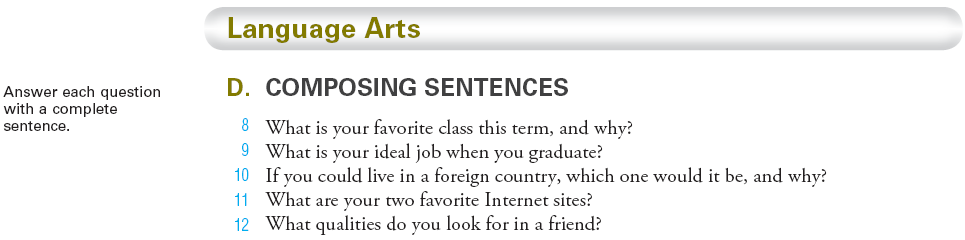 Language Arts
Answer each question
with a complete
sentence.
D. COMPOSING SENTENCES
8 What is your favorite class this term, and why?
9 What is your ideal job when you graduate?
10 If you could live in a foreign country, which one would it be, and why?
11 What are your two favorite Internet sites?
12 What qualities do you look for in a friend?